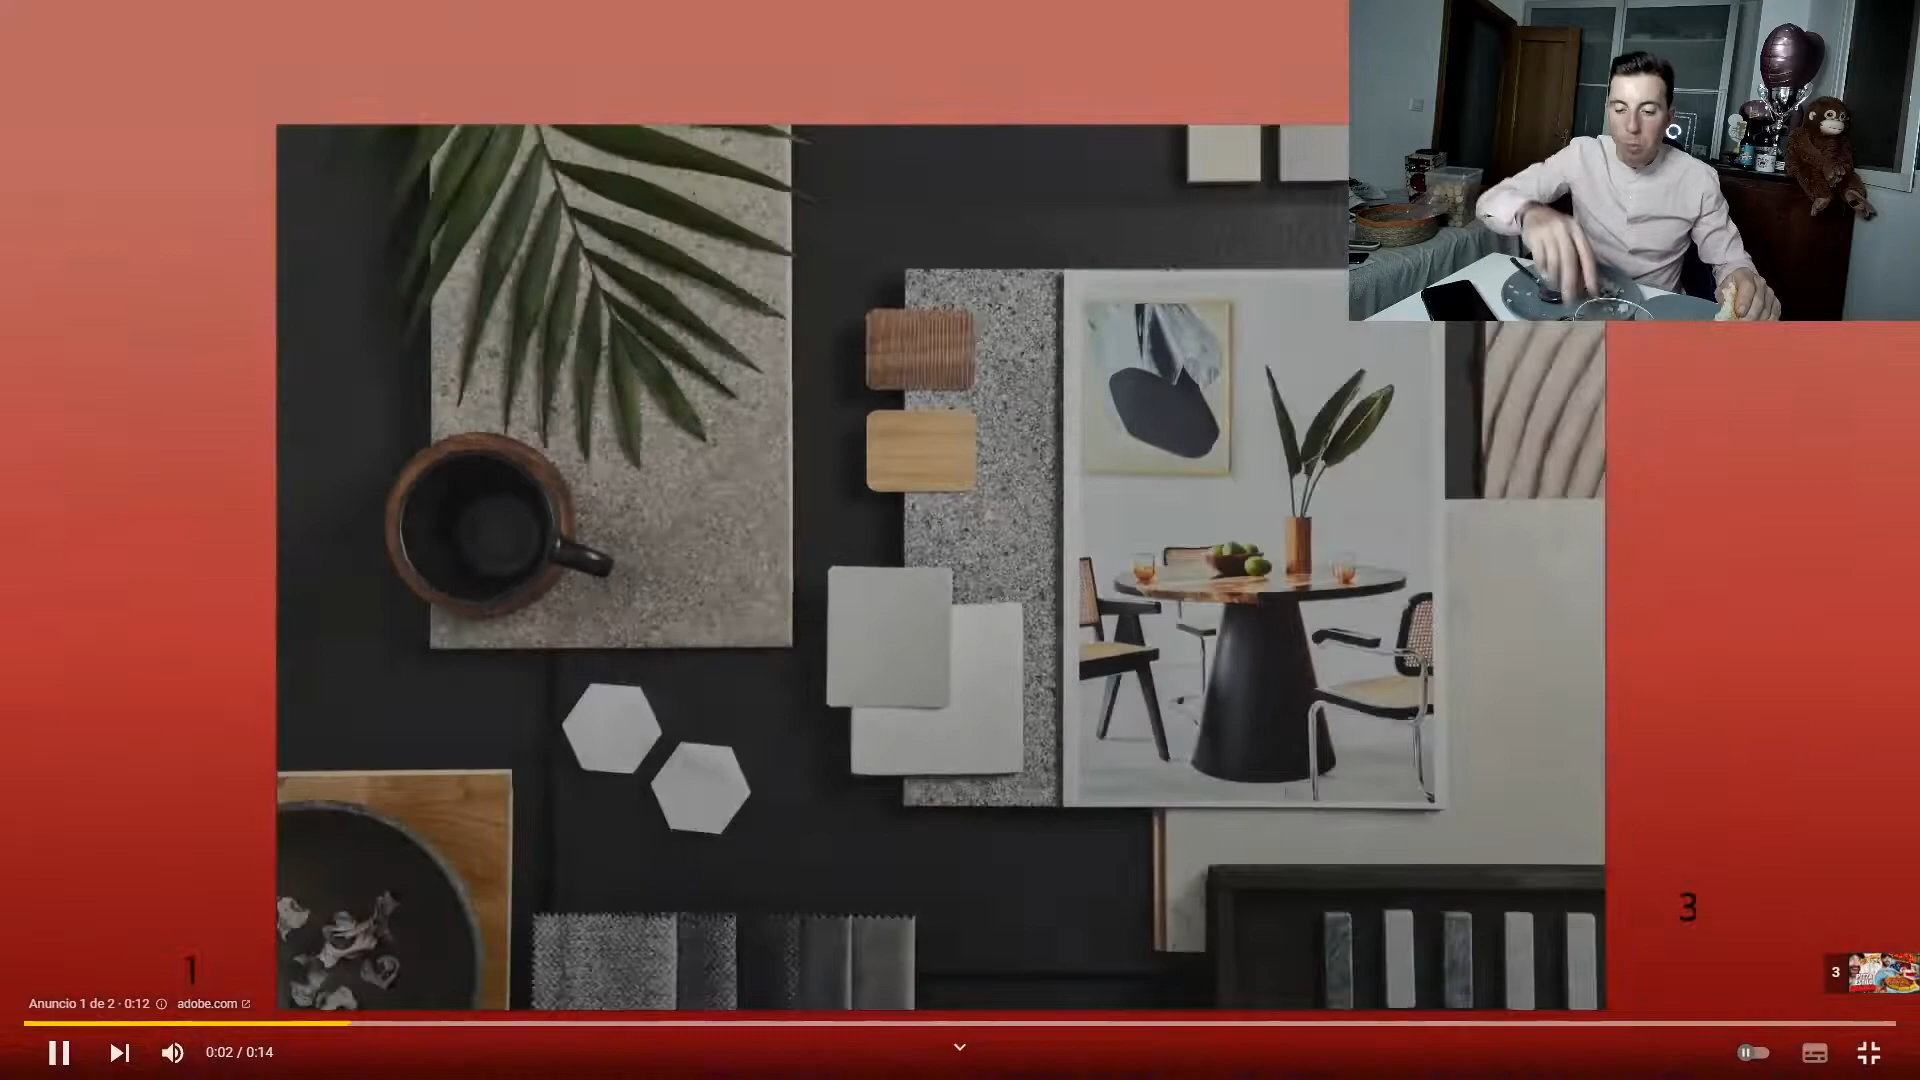 3
1
3
Anuncio 1 de 2 · 0:12
adobe.com
0:02 / 0:14